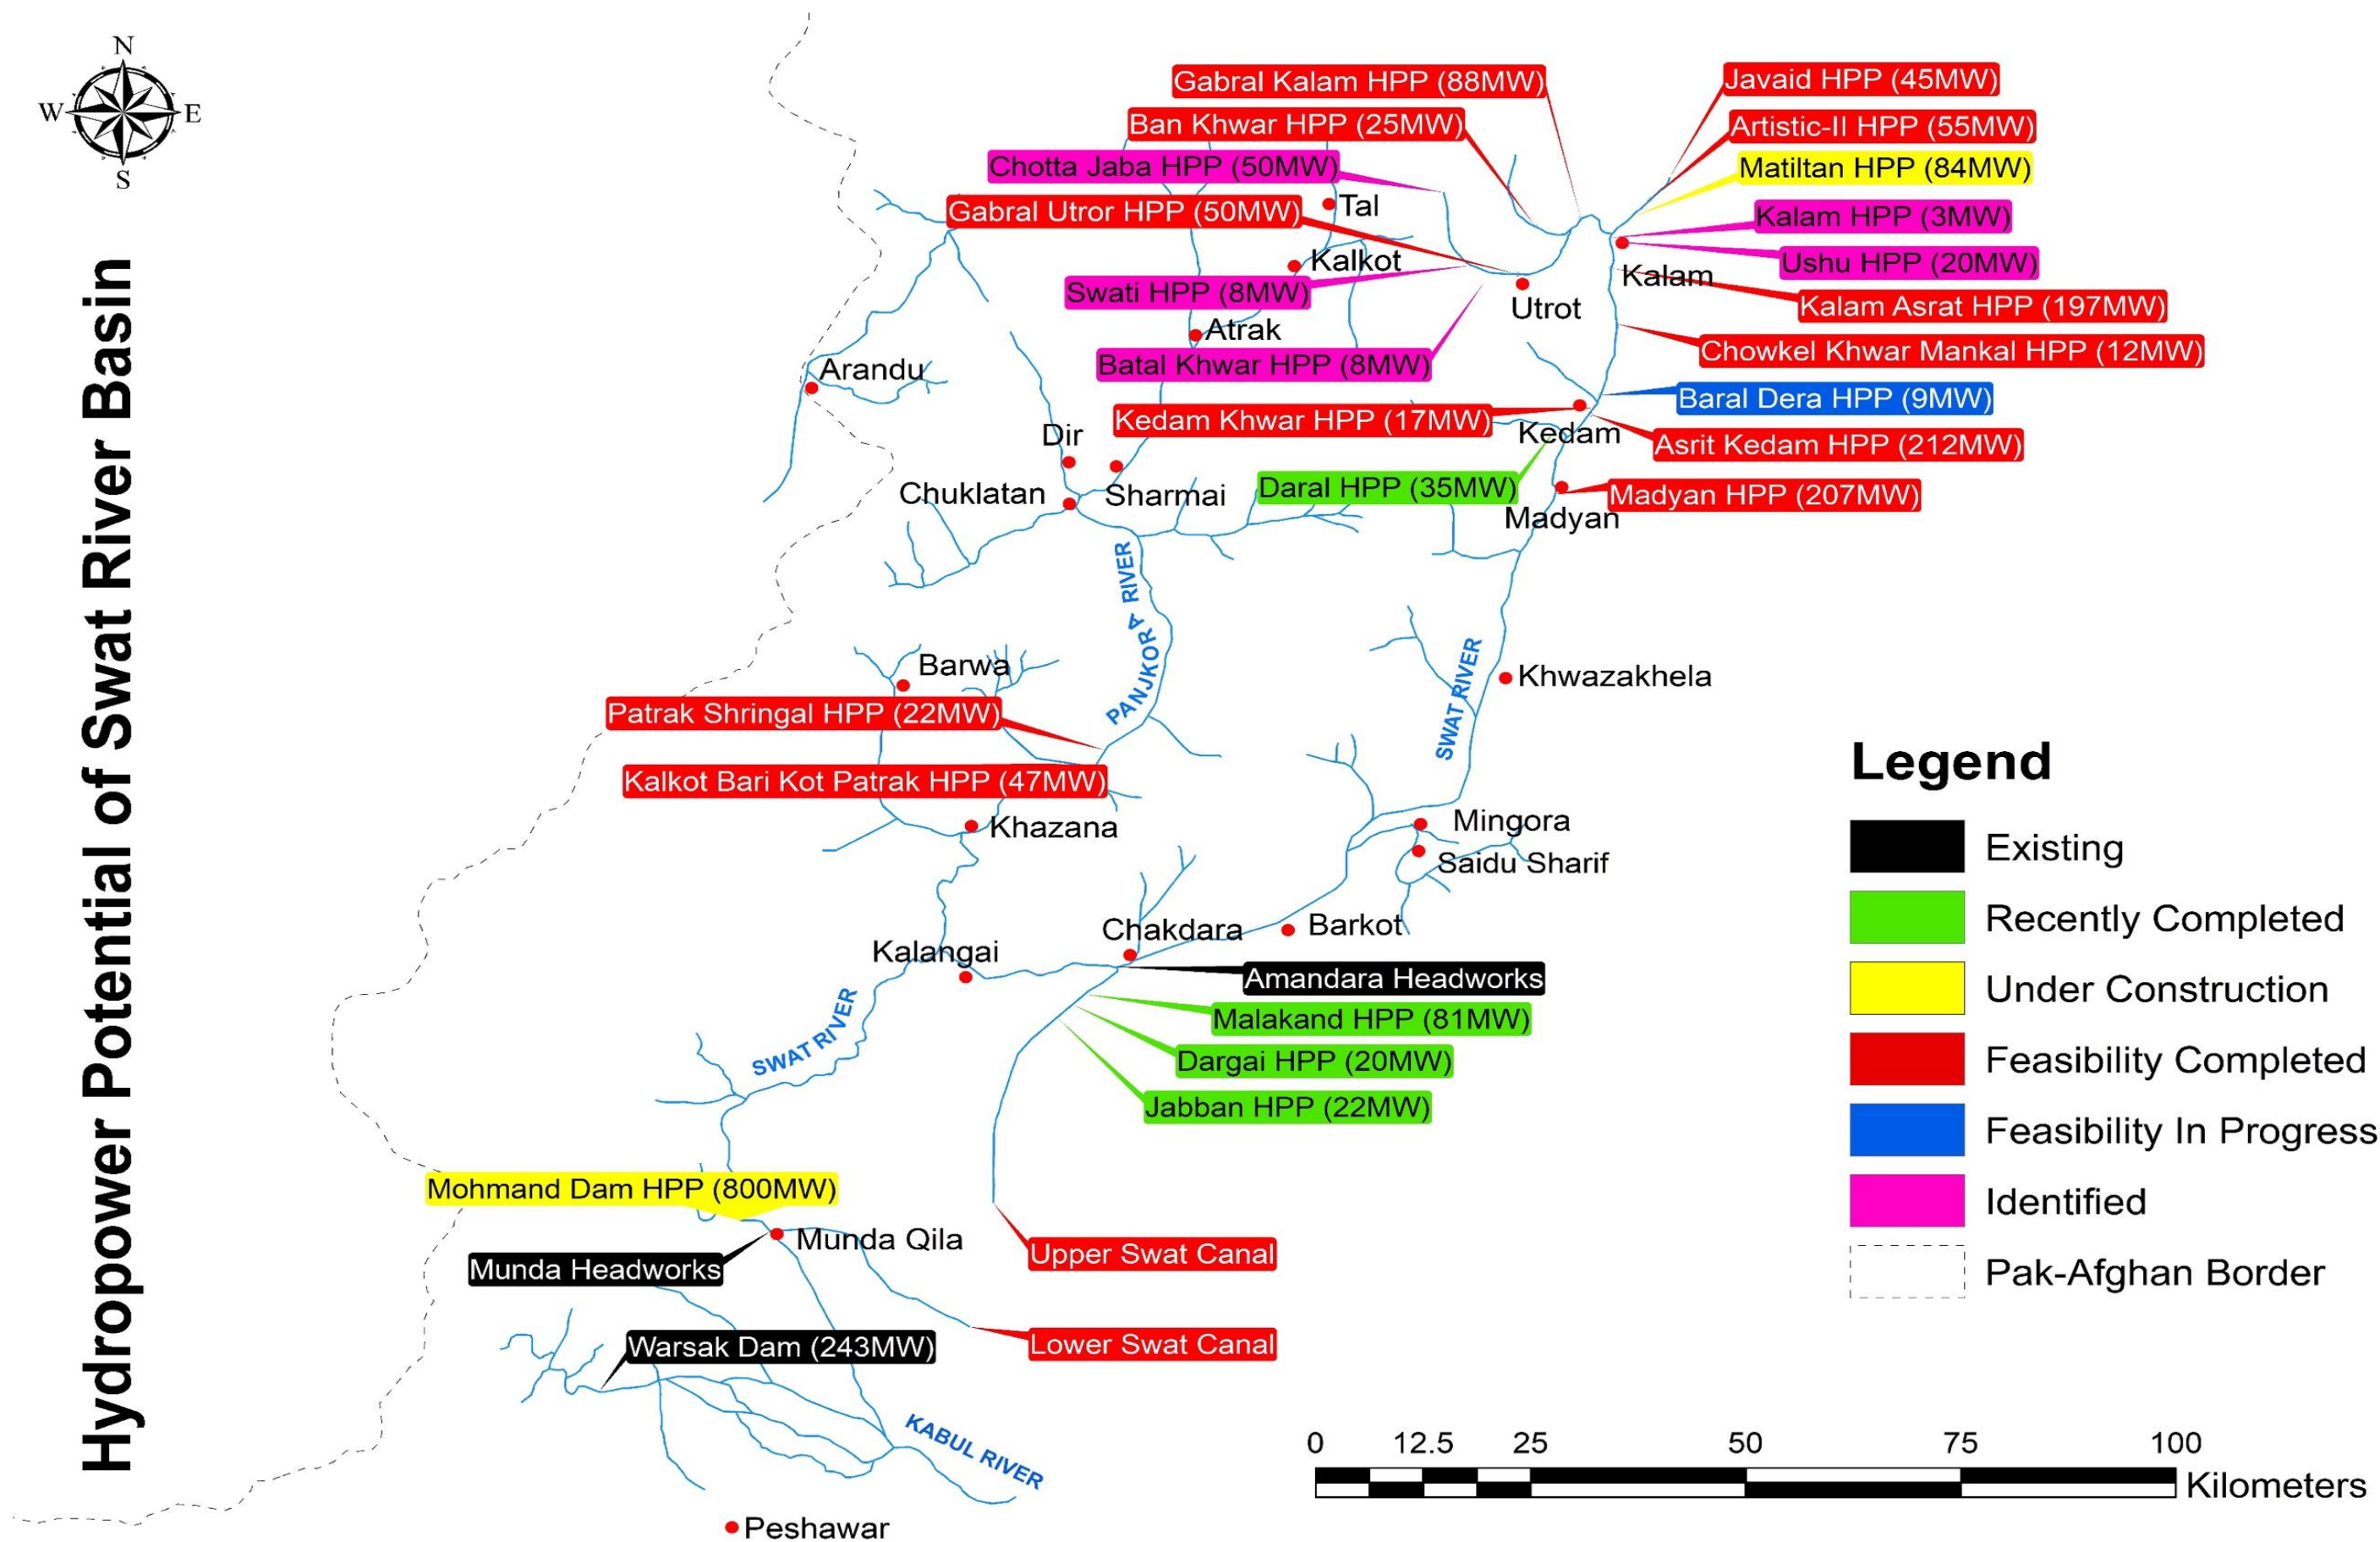 Hydropower Potential of Swat River Basin
N
W
E
S
Gabral Kalam HPP (88MW)
Ban Khwar HPP (25MW)
Chotta Jaba HPP (50MW)
Gabral Utror HPP (50MW)
Swati HPP (8MW)
Batal Khwar HPP (8MW)
Kedam Khwar HPP (17MW)
Daral HPP (35MW)
Javaid HPP (45MW)
Artistic-II HPP (55MW)
Matiltan HPP (84MW)
Kalam HPP (3MW)
Ushu HPP (20MW)
Kalam Asrat HPP (197MW)
Chowkel Khwar Mankal HPP (12MW)
Baral Dera HPP (9MW)
Asrit Kedam HPP (212MW)
Madyan HPP (207MW)
Tal
Kalkot
Atrak
Utrot
Kalam
Kedam
Madyan
Arandu
Dir
Chuklatan
Sharmai
PANJKORA RIVER
SWAT RIVER
Khwazakhela
Barwa
Patrak Shringal HPP (22MW)
Kalkot Bari Kot Patrak HPP (47MW)
Khazana
Mingora
Saidu Sharif
Barkot
Chakdara
Kalangai
Amandara Headworks
Malakand HPP (81MW)
Dargai HPP (20MW)
Jabban HPP (22MW)
SWAT RIVER
Mohmand Dam HPP (800MW)
Munda Qila
Munda Headworks
Upper Swat Canal
Lower Swat Canal
Warsak Dam (243MW)
KABUL RIVER
Peshawar
Legend
Existing
Recently Completed
Under Construction
Feasibility Completed
Feasibility In Progress
Identified
Pak-Afghan Border
0 12.5 25 50 75 100
Kilometers